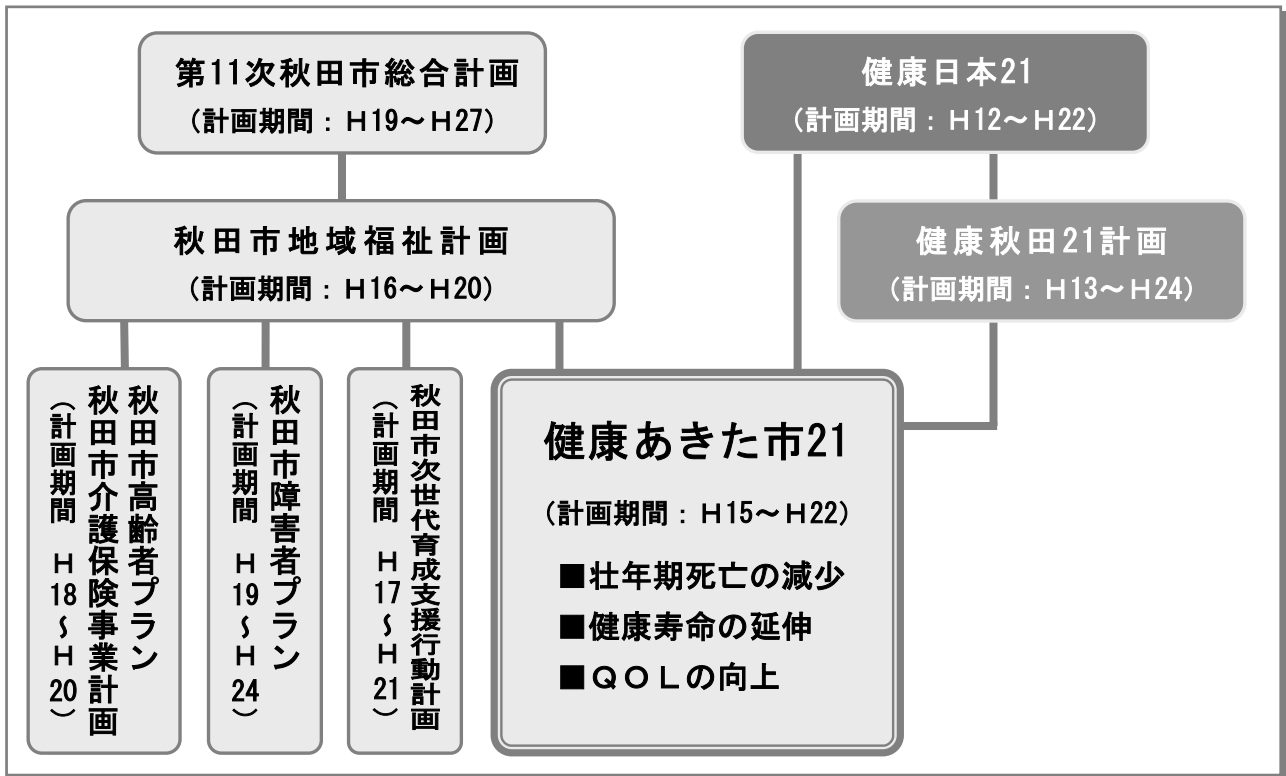 第11次秋田市総合計画
(計画期間:H19~H27)
健康日本21
(計画期間:H12~H22)
秋田市地域福祉計画
(計画期間:H16~H20)
健康秋田21計画
(計画期間:H13~H24)
秋田市高齢者プラン
秋田市介護保険事業計画
(計画期間 H18~H20)
秋田市障害者プラン
(計画期間 H19~H24)
秋田市次世代育成支援行動計画
(計画期間 H17~H21)
健康あきた市21
(計画期間:H15~H22)
■壮年期死亡の減少
■健康寿命の延伸
■QOLの向上